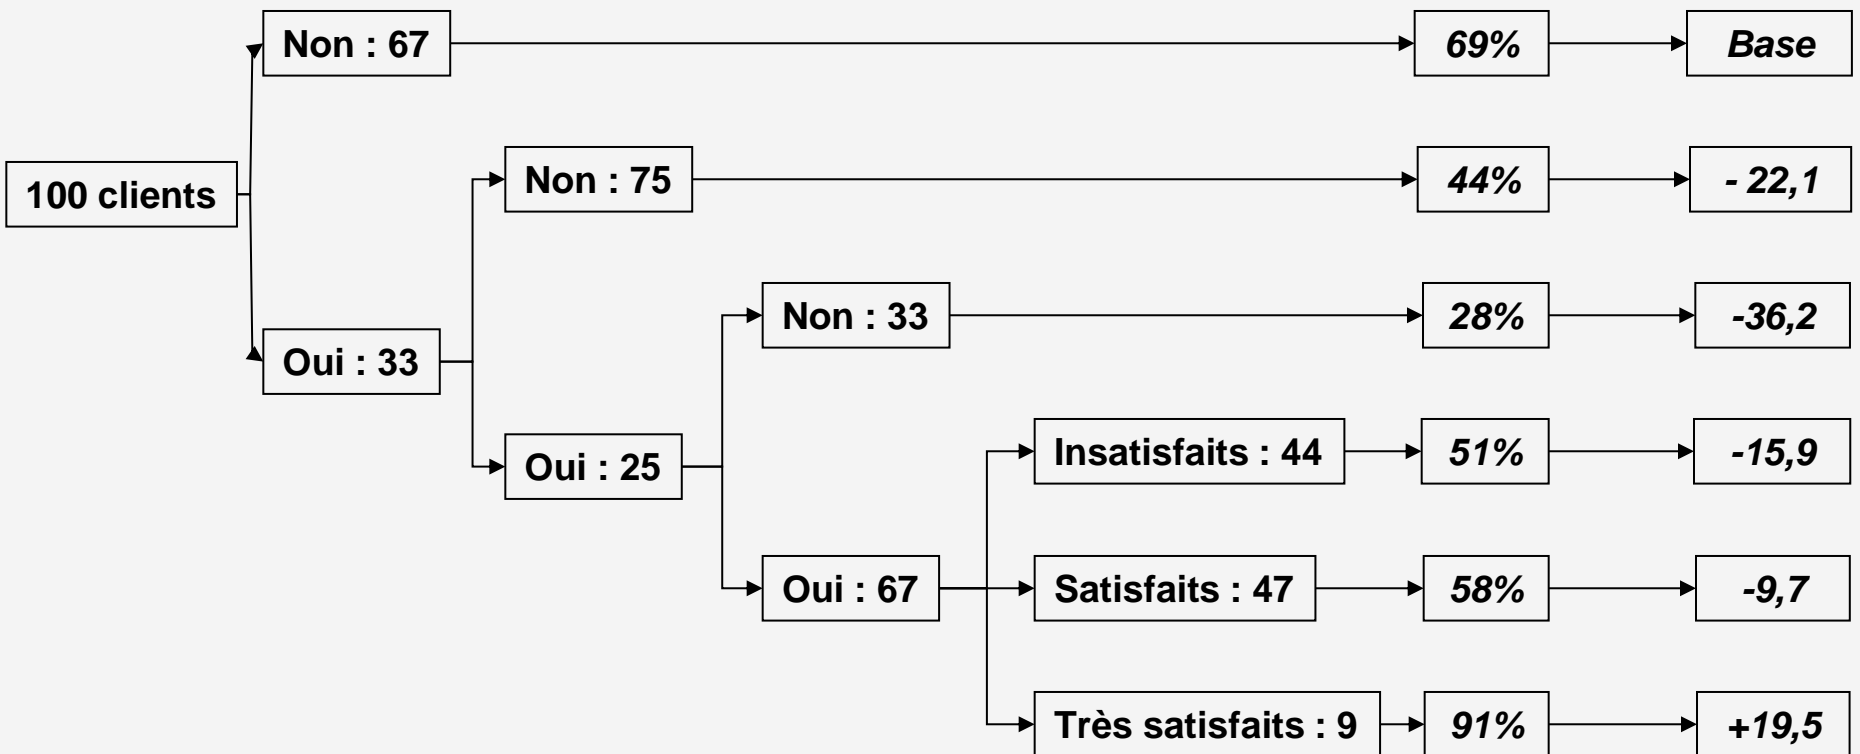 Non : 67
69%
Base
100 clients
Non : 75
44%
- 22,1
Non : 33
28%
-36,2
Oui : 33
Insatisfaits : 44
51%
-15,9
Oui : 25
Oui : 67
Satisfaits : 47
58%
-9,7
Très satisfaits : 9
91%
+19,5